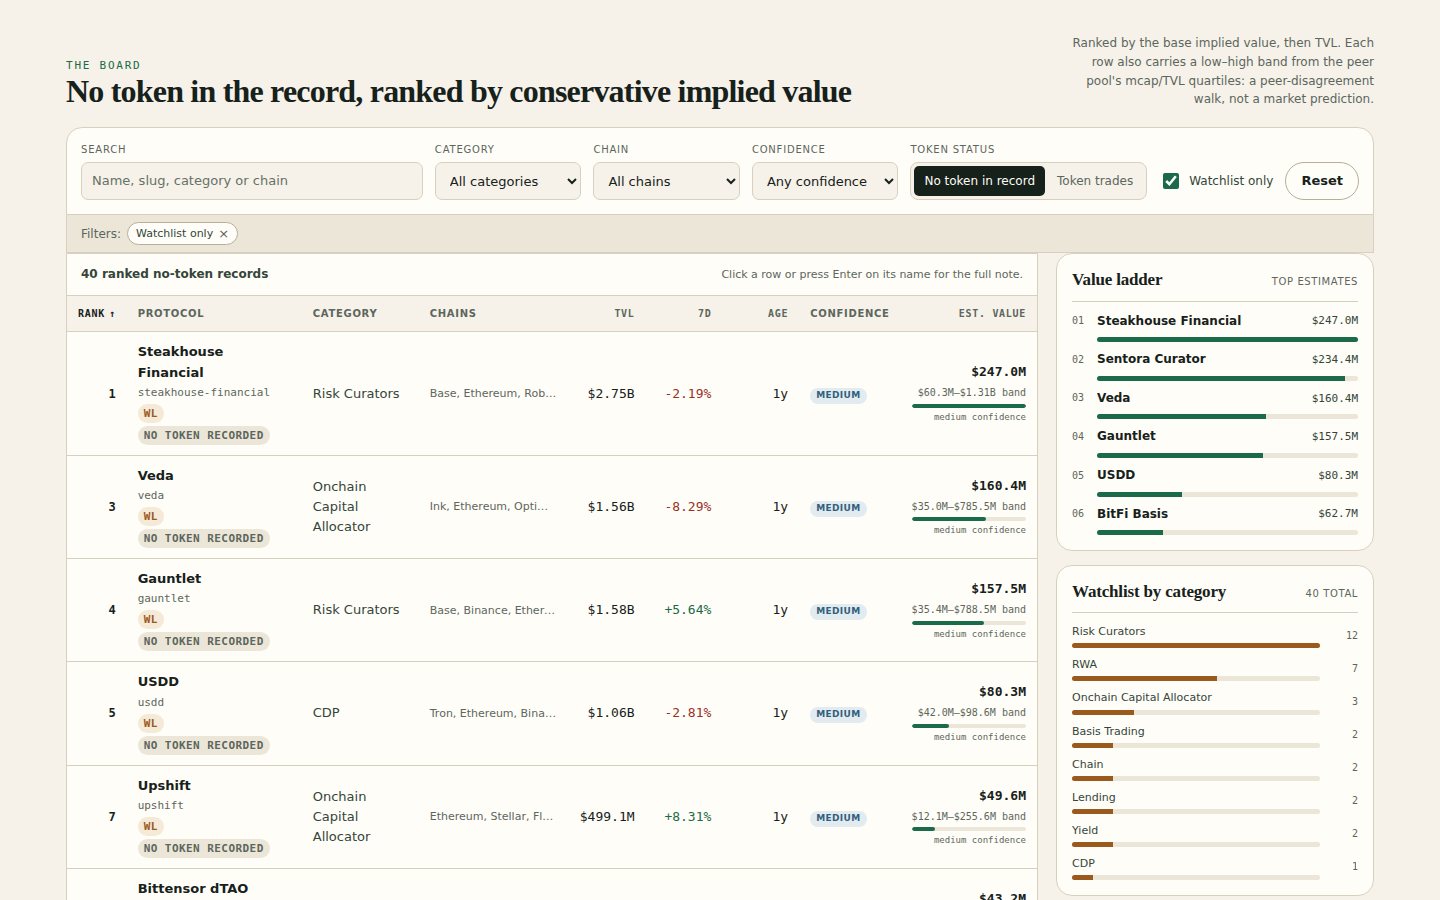 THE BOARD
No token in the record, ranked by conservative implied value
Ranked by the base implied value, then TVL. Each
row also carries a low–high band from the peer
pool's mcap/TVL quartiles: a peer-disagreement
walk, not a market prediction.
SEARCH
CATEGORY
CHAIN
CONFIDENCE
TOKEN STATUS
Name, slug, category or chain
All categories
All chains
Any confidence
No token in record
Token trades
Watchlist only
Reset
Filters:
Watchlist only ×
40 ranked no-token records
Click a row or press Enter on its name for the full note.
RANK ↑ PROTOCOL CATEGORY CHAINS TVL 7D AGE CONFIDENCE EST. VALUE
Steakhouse
Financial
steakhouse-financial
WL
NO TOKEN RECORDED
1 Risk Curators Base, Ethereum, Rob… $2.75B -2.19% 1y MEDIUM
$247.0M
$60.3M–$1.31B band
medium confidence
Veda
veda
WL
NO TOKEN RECORDED
3
Onchain
Capital
Allocator
Ink, Ethereum, Opti… $1.56B -8.29% 1y MEDIUM
$160.4M
$35.0M–$785.5M band
medium confidence
Gauntlet
gauntlet
WL
NO TOKEN RECORDED
4 Risk Curators Base, Binance, Ether… $1.58B +5.64% 1y MEDIUM
$157.5M
$35.4M–$788.5M band
medium confidence
USDD
usdd
WL
NO TOKEN RECORDED
5 CDP Tron, Ethereum, Bina… $1.06B -2.81% 1y MEDIUM
$80.3M
$42.0M–$98.6M band
medium confidence
Upshift
upshift
WL
NO TOKEN RECORDED
7
Onchain
Capital
Allocator
Ethereum, Stellar, Fl… $499.1M +8.31% 1y MEDIUM
$49.6M
$12.1M–$255.6M band
medium confidence
Bittensor dTAO
$43.2M
Value ladder
TOP ESTIMATES
01 Steakhouse Financial $247.0M
02 Sentora Curator $234.4M
03 Veda $160.4M
04 Gauntlet $157.5M
05 USDD $80.3M
06 BitFi Basis $62.7M
Watchlist by category
40 TOTAL
Risk Curators 12
RWA 7
Onchain Capital Allocator 3
Basis Trading 2
Chain 2
Lending 2
Yield 2
CDP 1